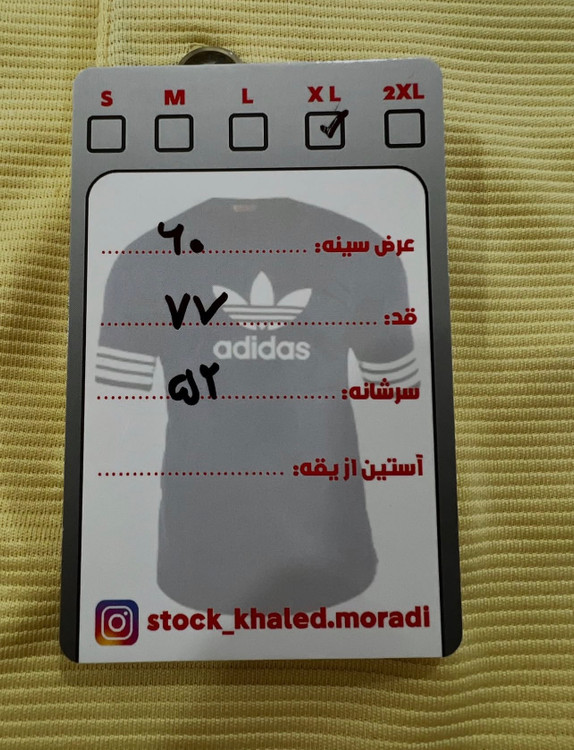 S M L XL 2XL
عرض سینه: ۶۰
قد: ۷۷
adidas
سرشانه: ۵۲
آستین از یقه:
stock_khaled.moradi